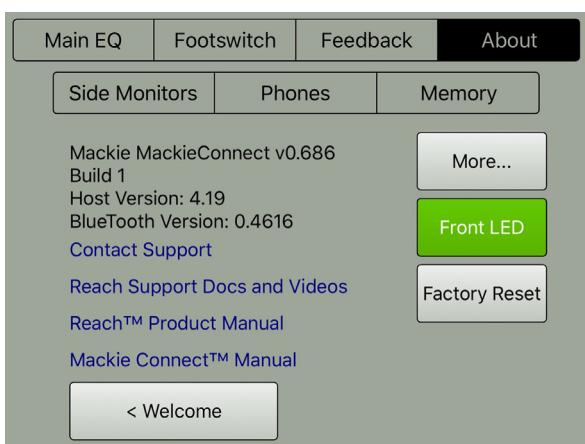 Main EQ Footswitch Feedback About
Side Monitors Phones Memory
Mackie MackieConnect v0.686
Build 1
Host Version: 4.19
BlueTooth Version: 0.4616
Contact Support
Reach Support Docs and Videos
Reach™ Product Manual
Mackie Connect™ Manual
< Welcome
More...
Front LED
Factory Reset